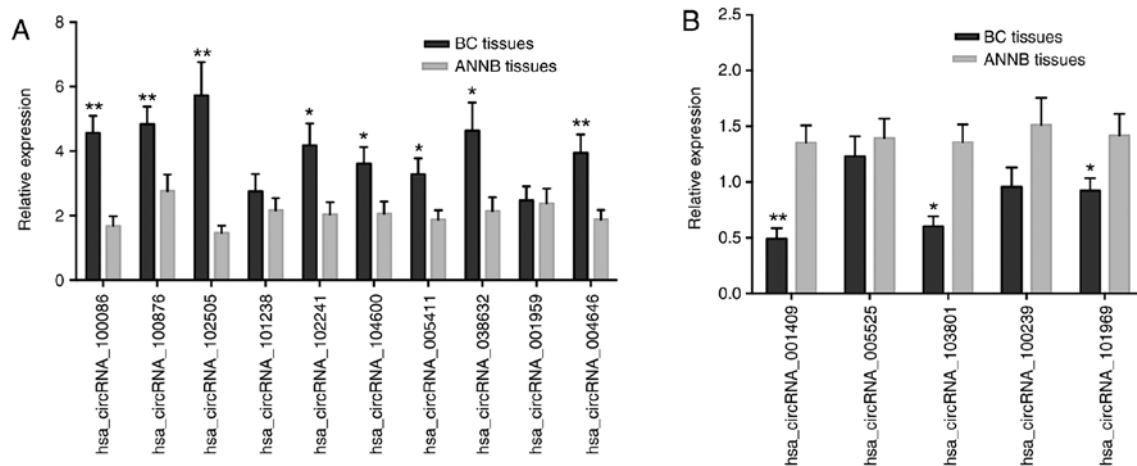 A
8
6
4
2
0
Relative expression
BC tissues
ANNB tissues
**
**
**
*
*
*
*
**
hsa_circRNA_100086
hsa_circRNA_100876
hsa_circRNA_102505
hsa_circRNA_101238
hsa_circRNA_102241
hsa_circRNA_104600
hsa_circRNA_005411
hsa_circRNA_038632
hsa_circRNA_001959
hsa_circRNA_004646
B
2.5
2.0
1.5
1.0
0.5
0.0
Relative expression
BC tissues
ANNB tissues
**
*
*
hsa_circRNA_001409
hsa_circRNA_005525
hsa_circRNA_103801
hsa_circRNA_100239
hsa_circRNA_101969